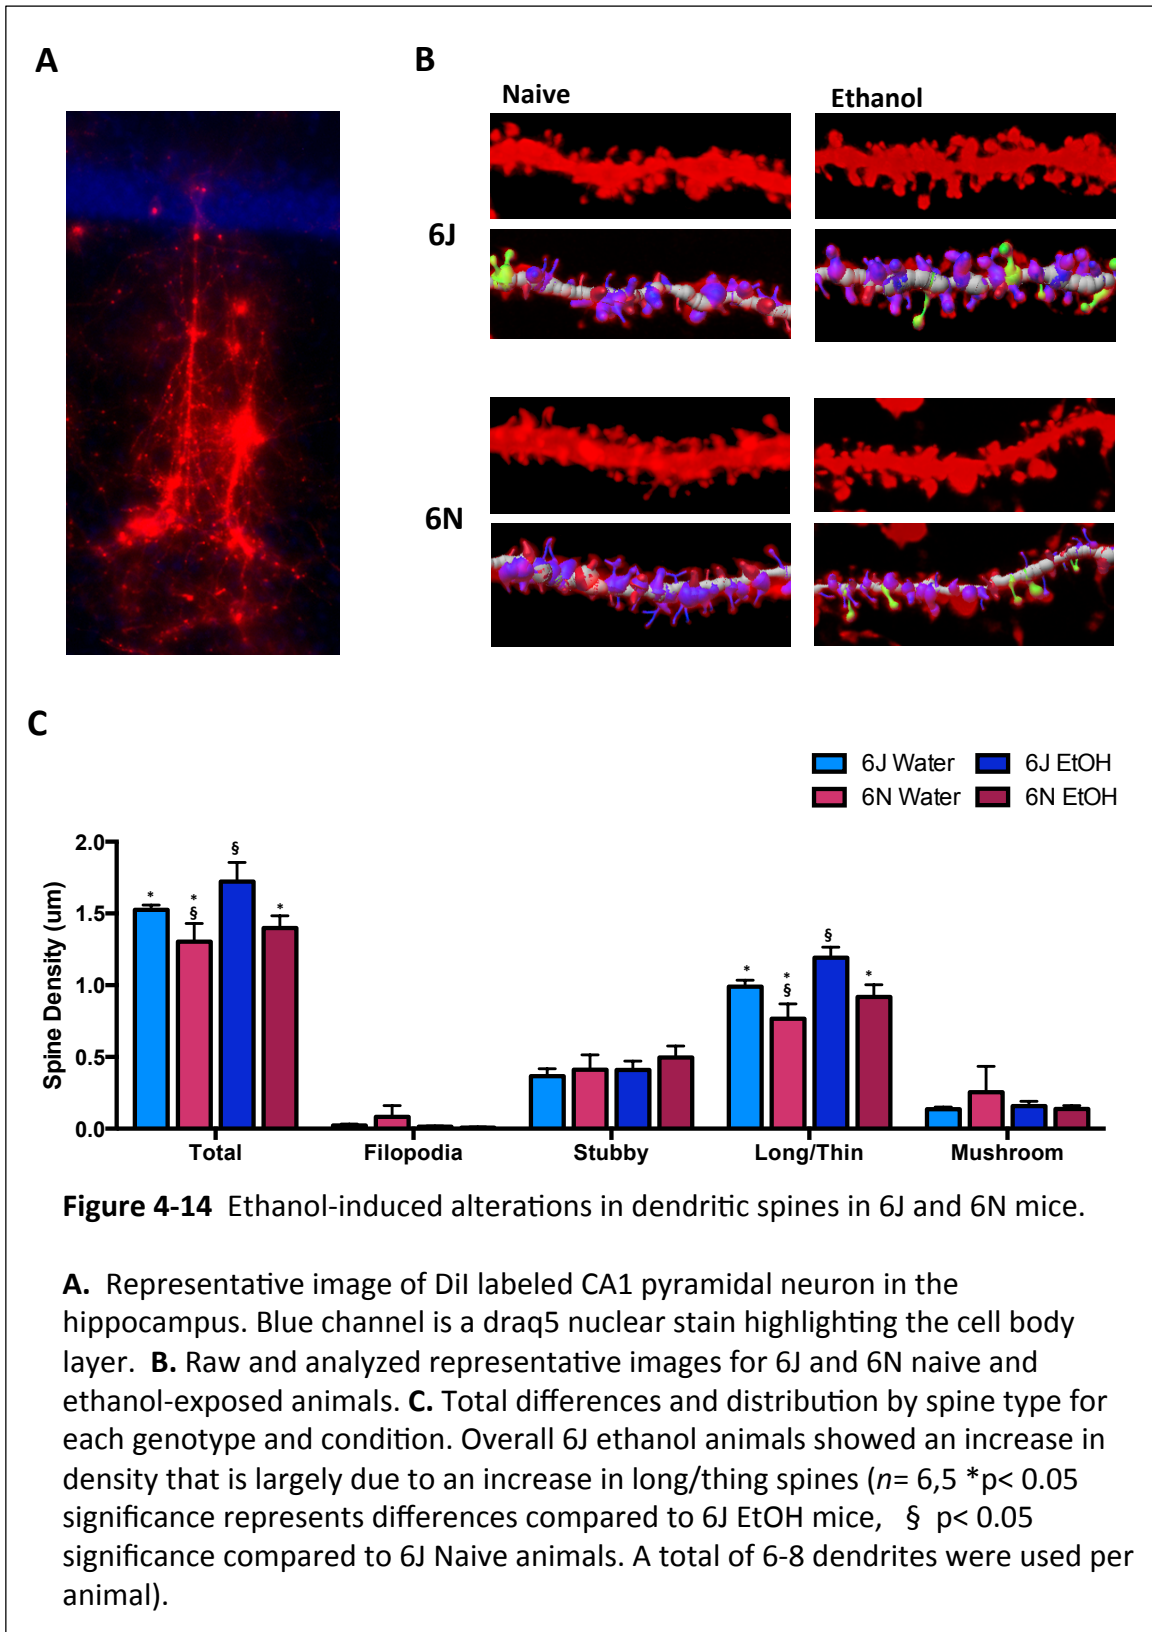 A
B
Naive
Ethanol
6J
6N
C
6J Water
6J EtOH
6N Water
6N EtOH
2.0
1.5
1.0
0.5
0.0
Spine Density (um)
*
*
§
§
*
*
*
§
§
*
Total
Filopodia
Stubby
Long/Thin
Mushroom
Figure 4-14 Ethanol-induced alterations in dendritic spines in 6J and 6N mice.
A. Representative image of DiI labeled CA1 pyramidal neuron in the
hippocampus. Blue channel is a draq5 nuclear stain highlighting the cell body
layer. B. Raw and analyzed representative images for 6J and 6N naive and
ethanol-exposed animals. C. Total differences and distribution by spine type for
each genotype and condition. Overall 6J ethanol animals showed an increase in
density that is largely due to an increase in long/thing spines (n= 6,5 *p< 0.05
significance represents differences compared to 6J EtOH mice, § p< 0.05
significance compared to 6J Naive animals. A total of 6-8 dendrites were used per
animal).